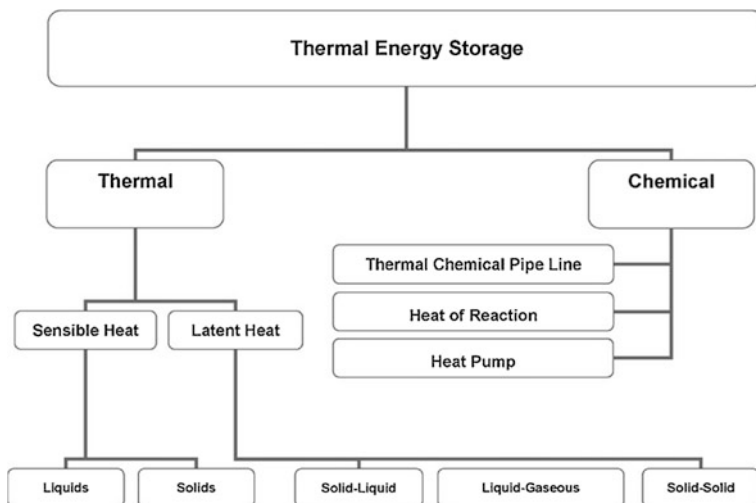 Thermal Energy Storage
Thermal
Chemical
Thermal Chemical Pipe Line
Heat of Reaction
Heat Pump
Sensible Heat
Latent Heat
Liquids
Solids
Solid-Liquid
Liquid-Gaseous
Solid-Solid